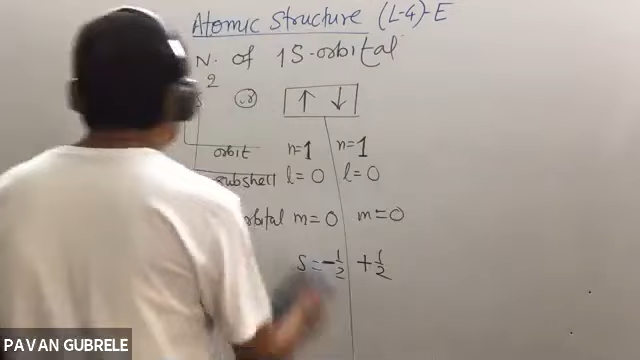 Atomic Structure (L-4)-E
N. of 1S-orbital
2
or ↑ ↓
orbit n=1 n=1
subshell l=0 l=0
orbital m=0 m=0
S=-1/2 +1/2
PAVAN GUBRELE